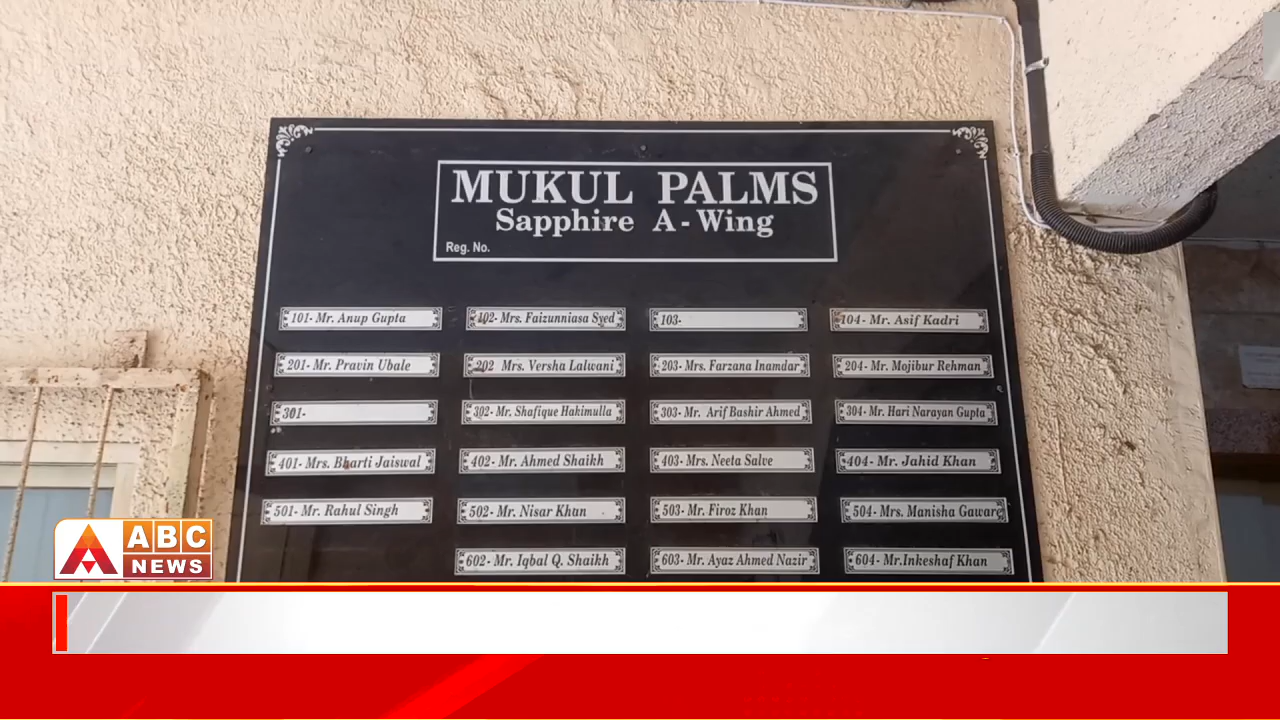 MUKUL PALMS
Sapphire A-Wing
Reg. No.
101- Mr. Anup Gupta
102- Mrs. Faizunniasa Syed
103-
104- Mr. Asif Kadri
201- Mr. Pravin Ubale
202 Mrs. Versha Lalwani
203- Mrs. Farzana Inamdar
204- Mr. Mojibur Rehman
301-
302- Mr. Shafique Hakimulla
303- Mr. Arif Bashir Ahmed
304- Mr. Hari Narayan Gupta
401- Mrs. Bharti Jaiswal
402- Mr. Ahmed Shaikh
403- Mrs. Neeta Salve
404- Mr. Jahid Khan
501- Mr. Rahul Singh
502- Mr. Nisar Khan
503- Mr. Firoz Khan
504- Mrs. Manisha Gaware
602- Mr. Iqbal Q. Shaikh
603- Mr. Ayaz Ahmed Nazir
604- Mr.Inkeshaf Khan
ABC
NEWS